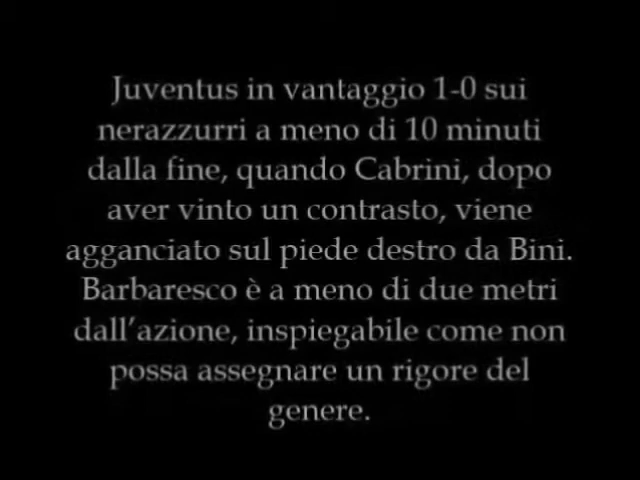 Juventus in vantaggio 1-0 sui
nerazzurri a meno di 10 minuti
dalla fine, quando Cabrini, dopo
aver vinto un contrasto, viene
agganciato sul piede destro da Bini.
Barbaresco è a meno di due metri
dall'azione, inspiegabile come non
possa assegnare un rigore del
genere.